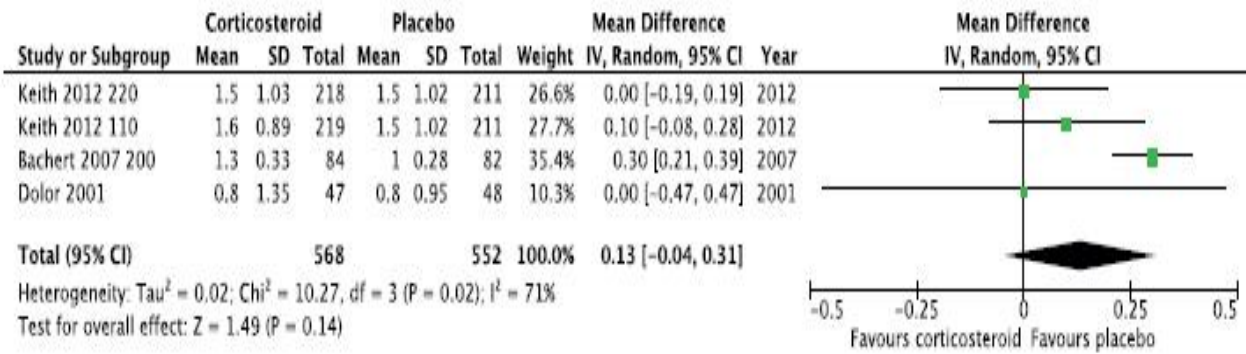 Corticosteroid Placebo Mean Difference Mean Difference
Study or Subgroup Mean SD Total Mean SD Total Weight IV, Random, 95% CI Year IV, Random, 95% CI
Keith 2012 220 1.5 1.03 218 1.5 1.02 211 26.6% 0.00 [-0.19, 0.19] 2012
Keith 2012 110 1.6 0.89 219 1.5 1.02 211 27.7% 0.10 [-0.08, 0.28] 2012
Bachert 2007 200 1.3 0.33 84 1 0.28 82 35.4% 0.30 [0.21, 0.39] 2007
Dolor 2001 0.8 1.35 47 0.8 0.95 48 10.3% 0.00 [-0.47, 0.47] 2001
Total (95% CI) 568 552 100.0% 0.13 [-0.04, 0.31]
Heterogeneity: Tau² = 0.02; Chi² = 10.27, df = 3 (P = 0.02); I² = 71%
Test for overall effect: Z = 1.49 (P = 0.14)
-0.5 -0.25 0 0.25 0.5
Favours corticosteroid Favours placebo